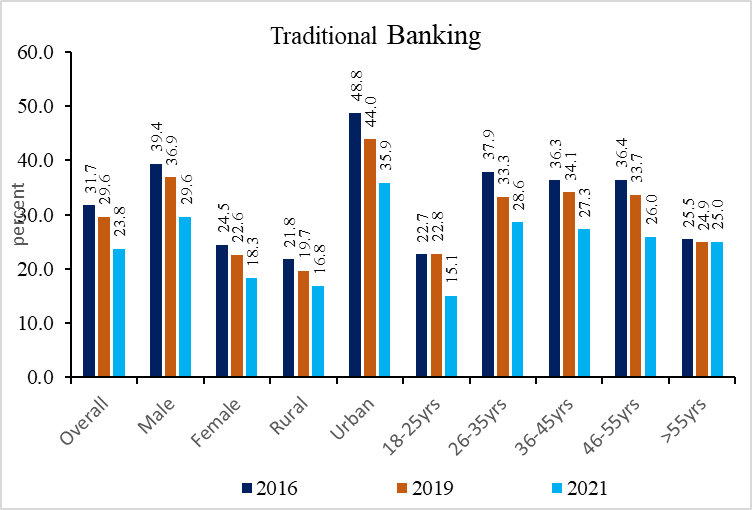 Traditional Banking
60.0
50.0
40.0
30.0
20.0
10.0
0.0
percent
31.7 29.6 23.8
39.4 36.9 29.6
24.5 22.6 18.3
21.8 19.7 16.8
48.8 44.0 35.9
22.7 22.8 15.1
37.9 33.3 28.6
36.3 34.1 27.3
36.4 33.7 26.0
25.5 24.9 25.0
Overall Male Female Rural Urban 18-25yrs 26-35yrs 36-45yrs 46-55yrs >55yrs
2016 2019 2021